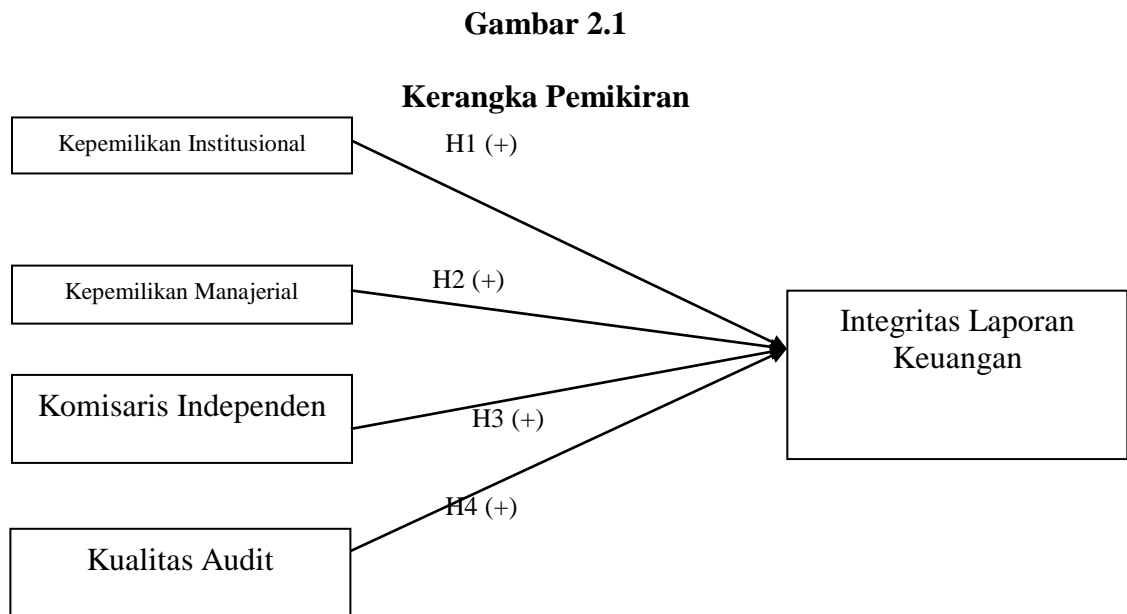 Gambar 2.1
Kerangka Pemikiran
Kepemilikan Institusional
H1 (+)
Kepemilikan Manajerial
H2 (+)
Integritas Laporan
Keuangan
Komisaris Independen
H3 (+)
H4 (+)
Kualitas Audit